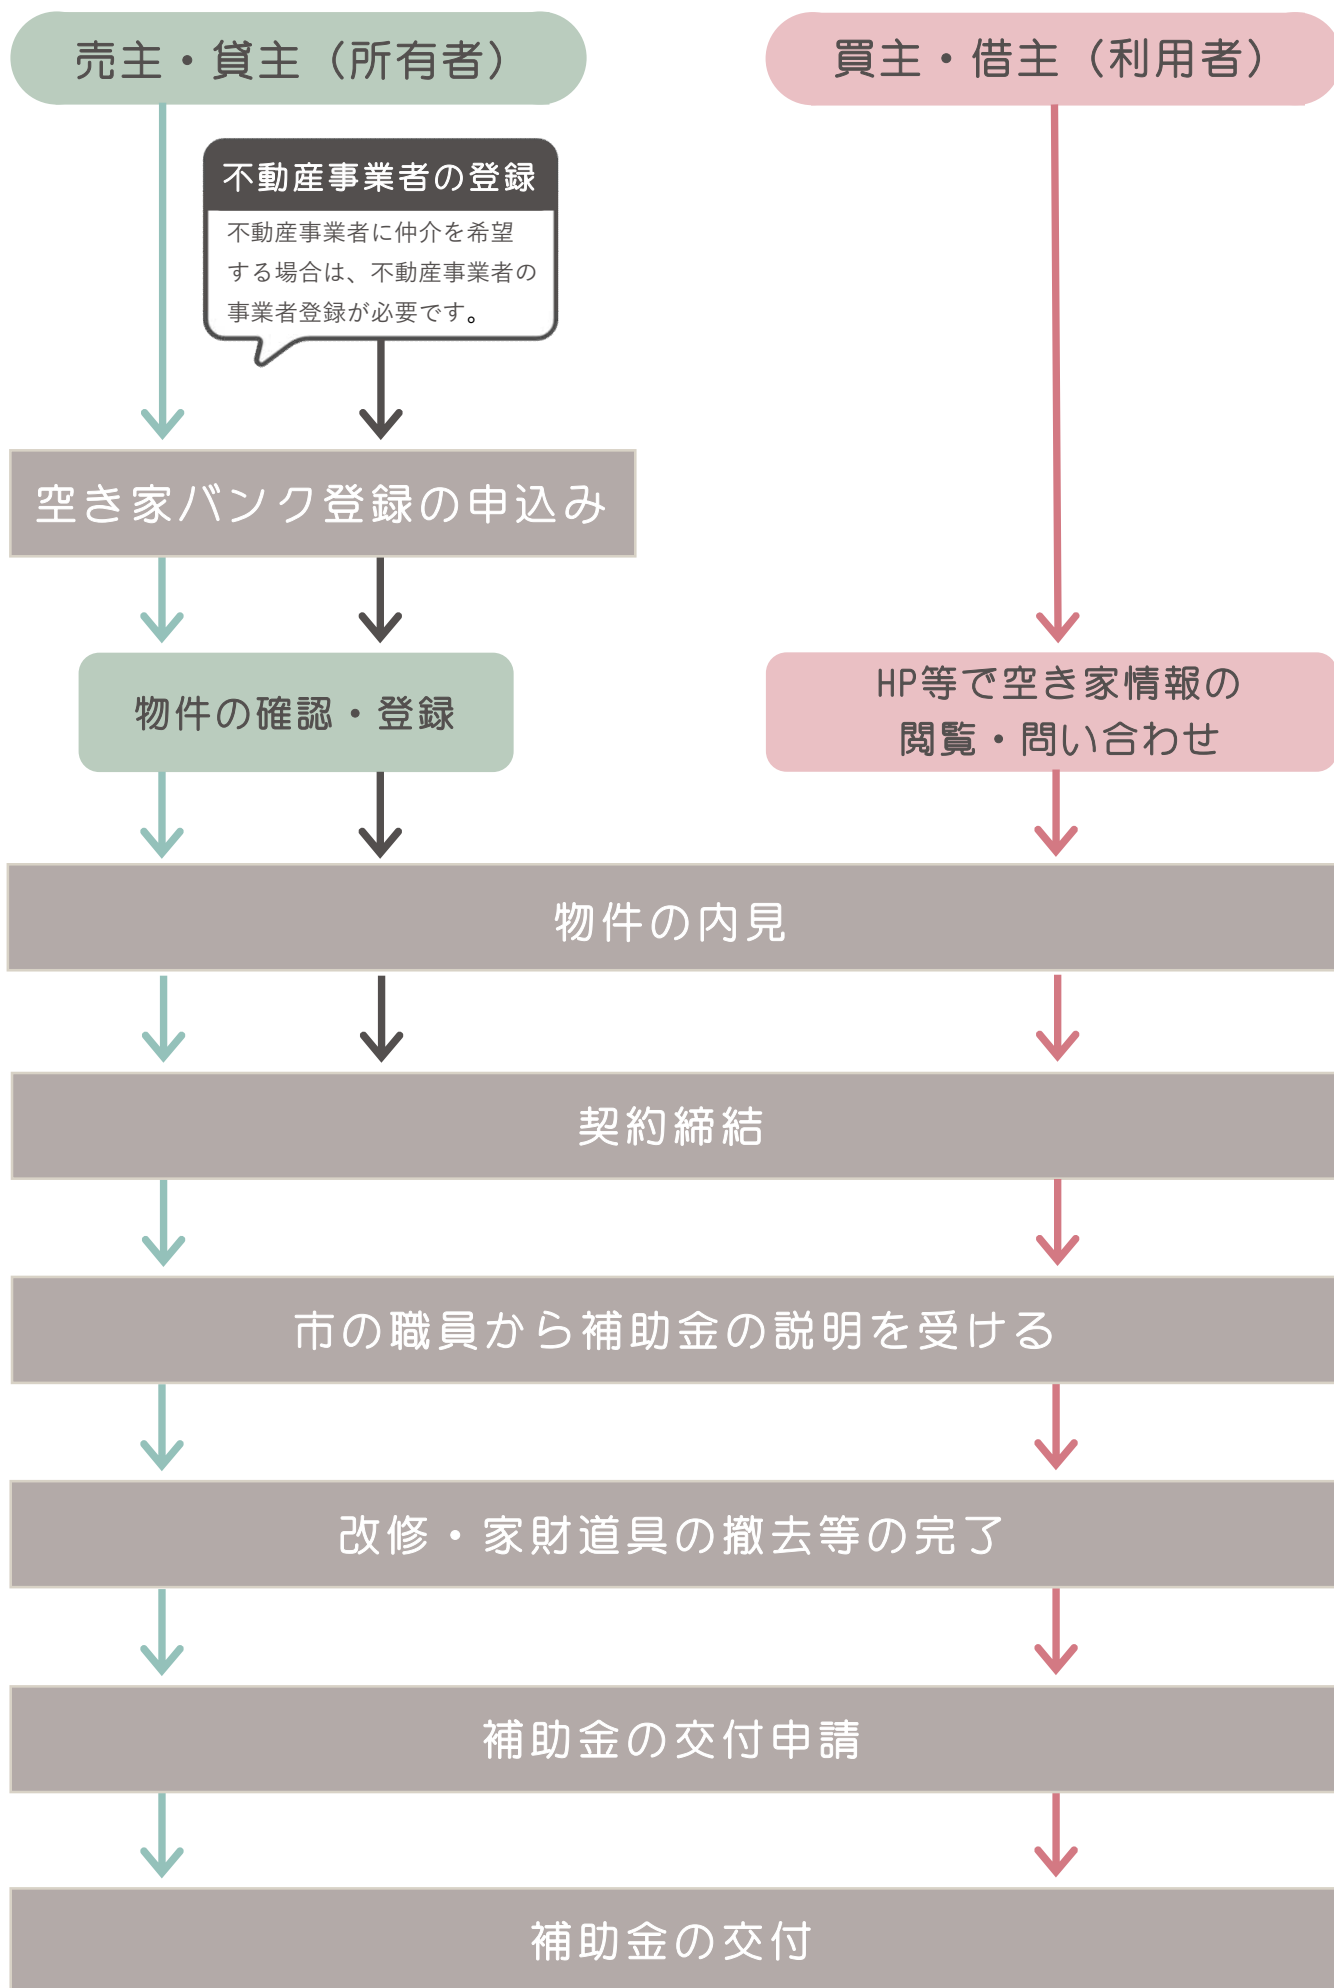 売主・貸主（所有者）
買主・借主（利用者）
不動産事業者の登録
不動産事業者に仲介を希望
する場合は、不動産事業者の
事業者登録が必要です。
空き家バンク登録の申込み
物件の確認・登録
HP等で空き家情報の
閲覧・問い合わせ
物件の内見
契約締結
市の職員から補助金の説明を受ける
改修・家財道具の撤去等の完了
補助金の交付申請
補助金の交付